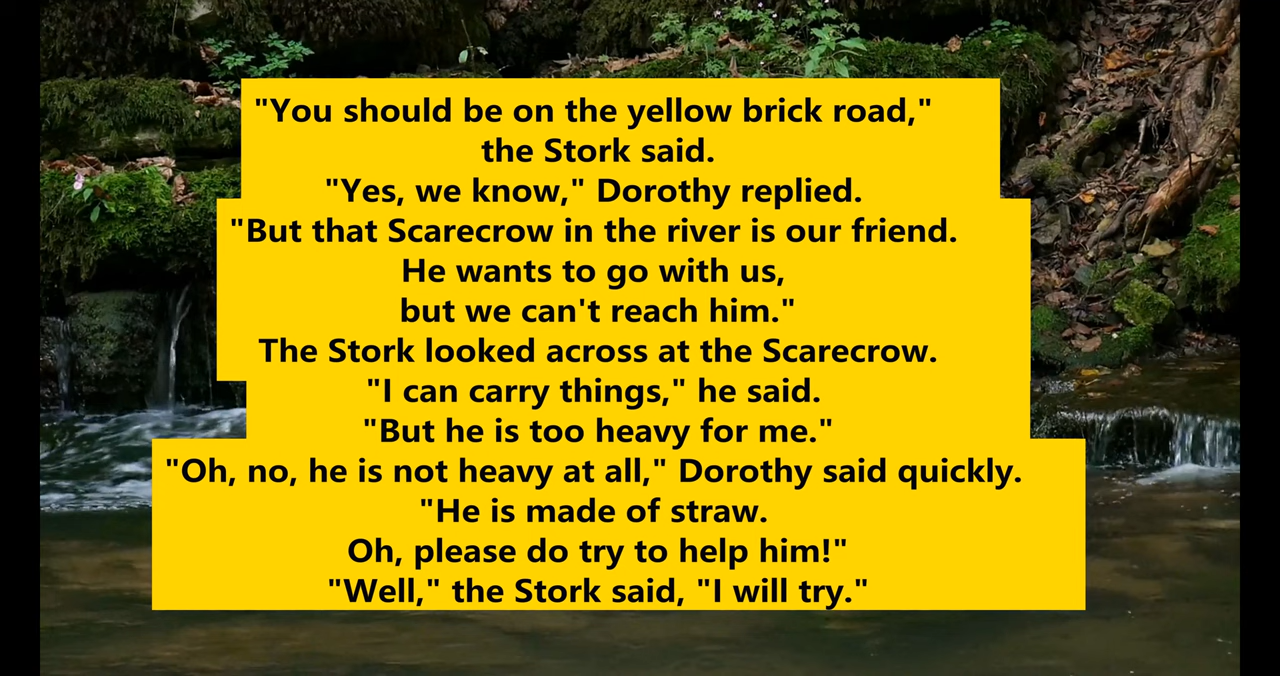 "You should be on the yellow brick road,"
the Stork said.
"Yes, we know," Dorothy replied.
"But that Scarecrow in the river is our friend.
He wants to go with us,
but we can't reach him."
The Stork looked across at the Scarecrow.
"I can carry things," he said.
"But he is too heavy for me."
"Oh, no, he is not heavy at all," Dorothy said quickly.
"He is made of straw.
Oh, please do try to help him!"
"Well," the Stork said, "I will try."